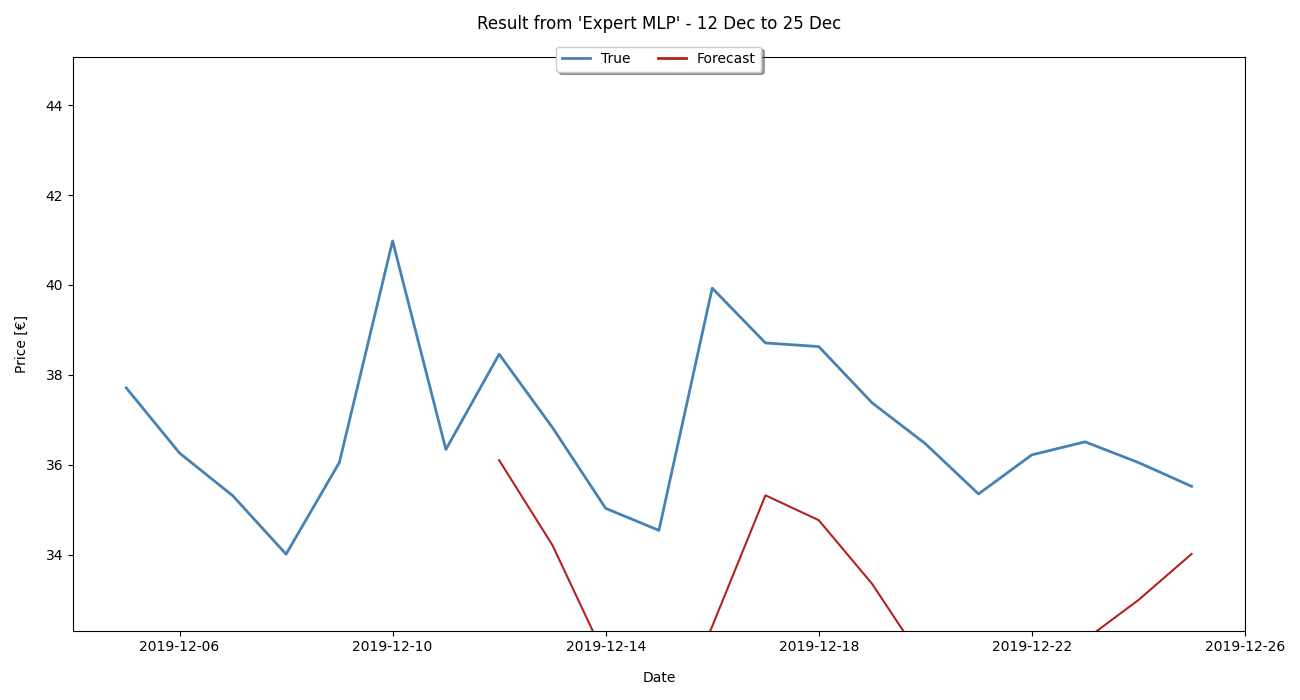 Result from 'Expert MLP' - 12 Dec to 25 Dec
True Forecast
44
42
40
38
36
34
Price [€]
2019-12-06 2019-12-10 2019-12-14 2019-12-18 2019-12-22 2019-12-26
Date